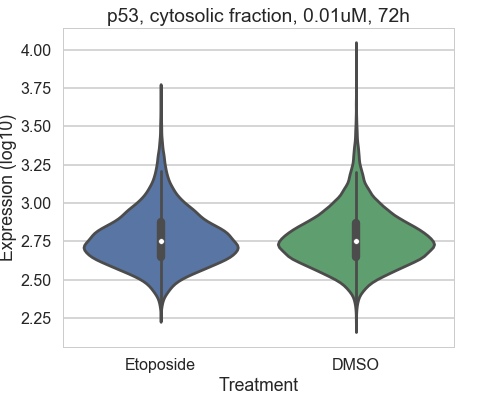 p53, cytosolic fraction, 0.01uM, 72h
Expression (log10)
4.00
3.75
3.50
3.25
3.00
2.75
2.50
2.25
Etoposide
DMSO
Treatment